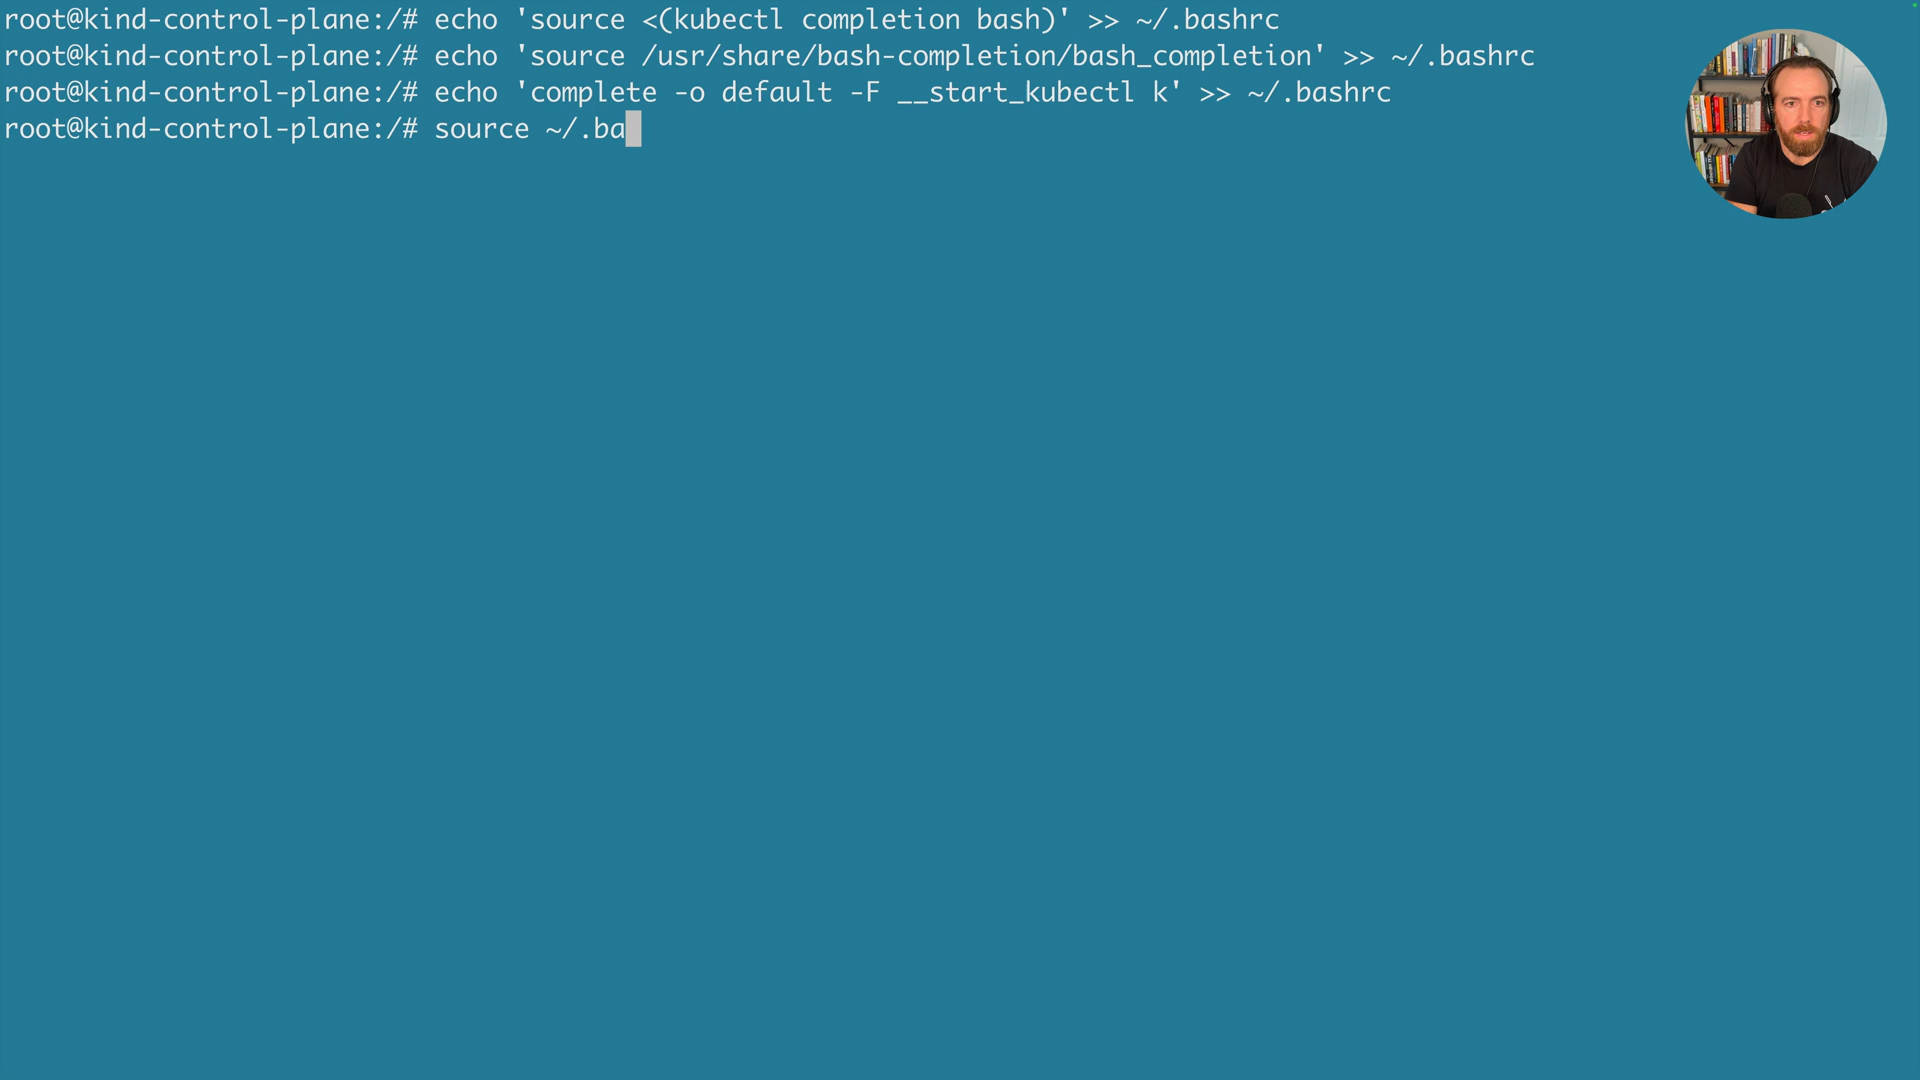 root@kind-control-plane:/# echo 'source <(kubectl completion bash)' >> ~/.bashrc
root@kind-control-plane:/# echo 'source /usr/share/bash-completion/bash_completion' >> ~/.bashrc
root@kind-control-plane:/# echo 'complete -o default -F __start_kubectl k' >> ~/.bashrc
root@kind-control-plane:/# source ~/.ba